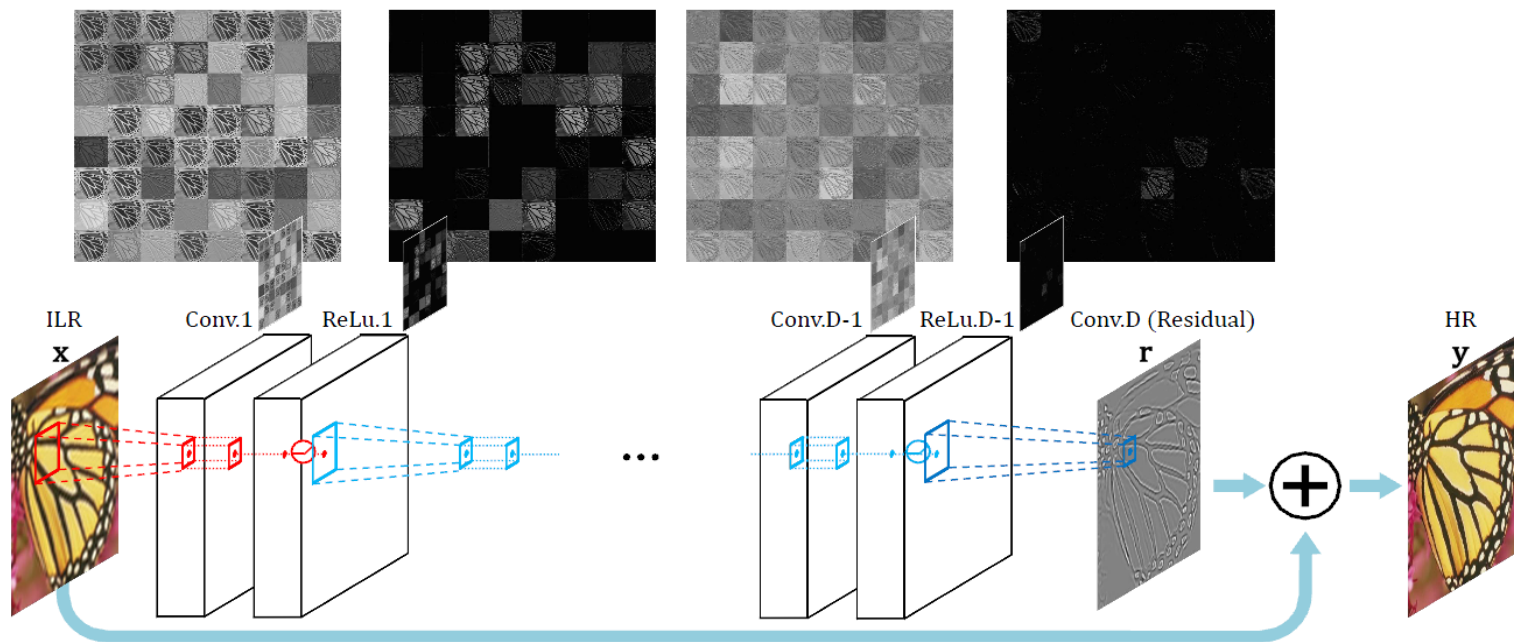 ILR
x
Conv.1
ReLu.1
...
Conv.D-1
ReLu.D-1
Conv.D (Residual)
r
HR
y